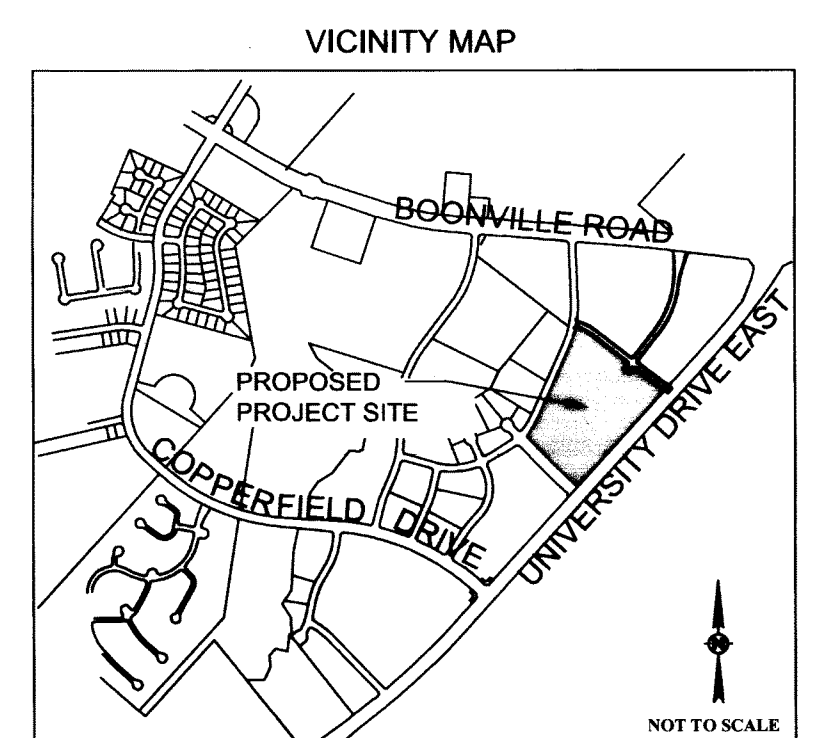 VICINITY MAP
BOONVILLE ROAD
PROPOSED
PROJECT SITE
UNIVERSITY DRIVE EAST
COPPERFIELD DRIVE
N
NOT TO SCALE